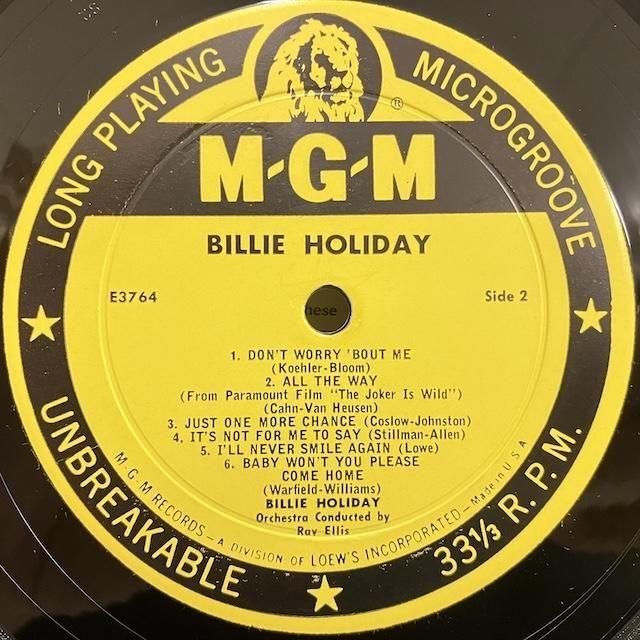 LONG PLAYING
MICROGROOVE
®
M-G-M
BILLIE HOLIDAY
E3764
Side 2
hese
1. DON'T WORRY 'BOUT ME
(Koehler-Bloom)
2. ALL THE WAY
(From Paramount Film "The Joker Is Wild")
(Cahn-Van Heusen)
3. JUST ONE MORE CHANCE (Coslow-Johnston)
4. IT'S NOT FOR ME TO SAY (Stillman-Allen)
5. I'LL NEVER SMILE AGAIN (Lowe)
6. BABY WON'T YOU PLEASE
COME HOME
(Warfield-Williams)
BILLIE HOLIDAY
Orchestra Conducted by
Ray Ellis
M-G-M RECORDS—A DIVISION OF LOEW'S INCORPORATED—Made in U.S.A.
UNBREAKABLE
33⅓ R.P.M.